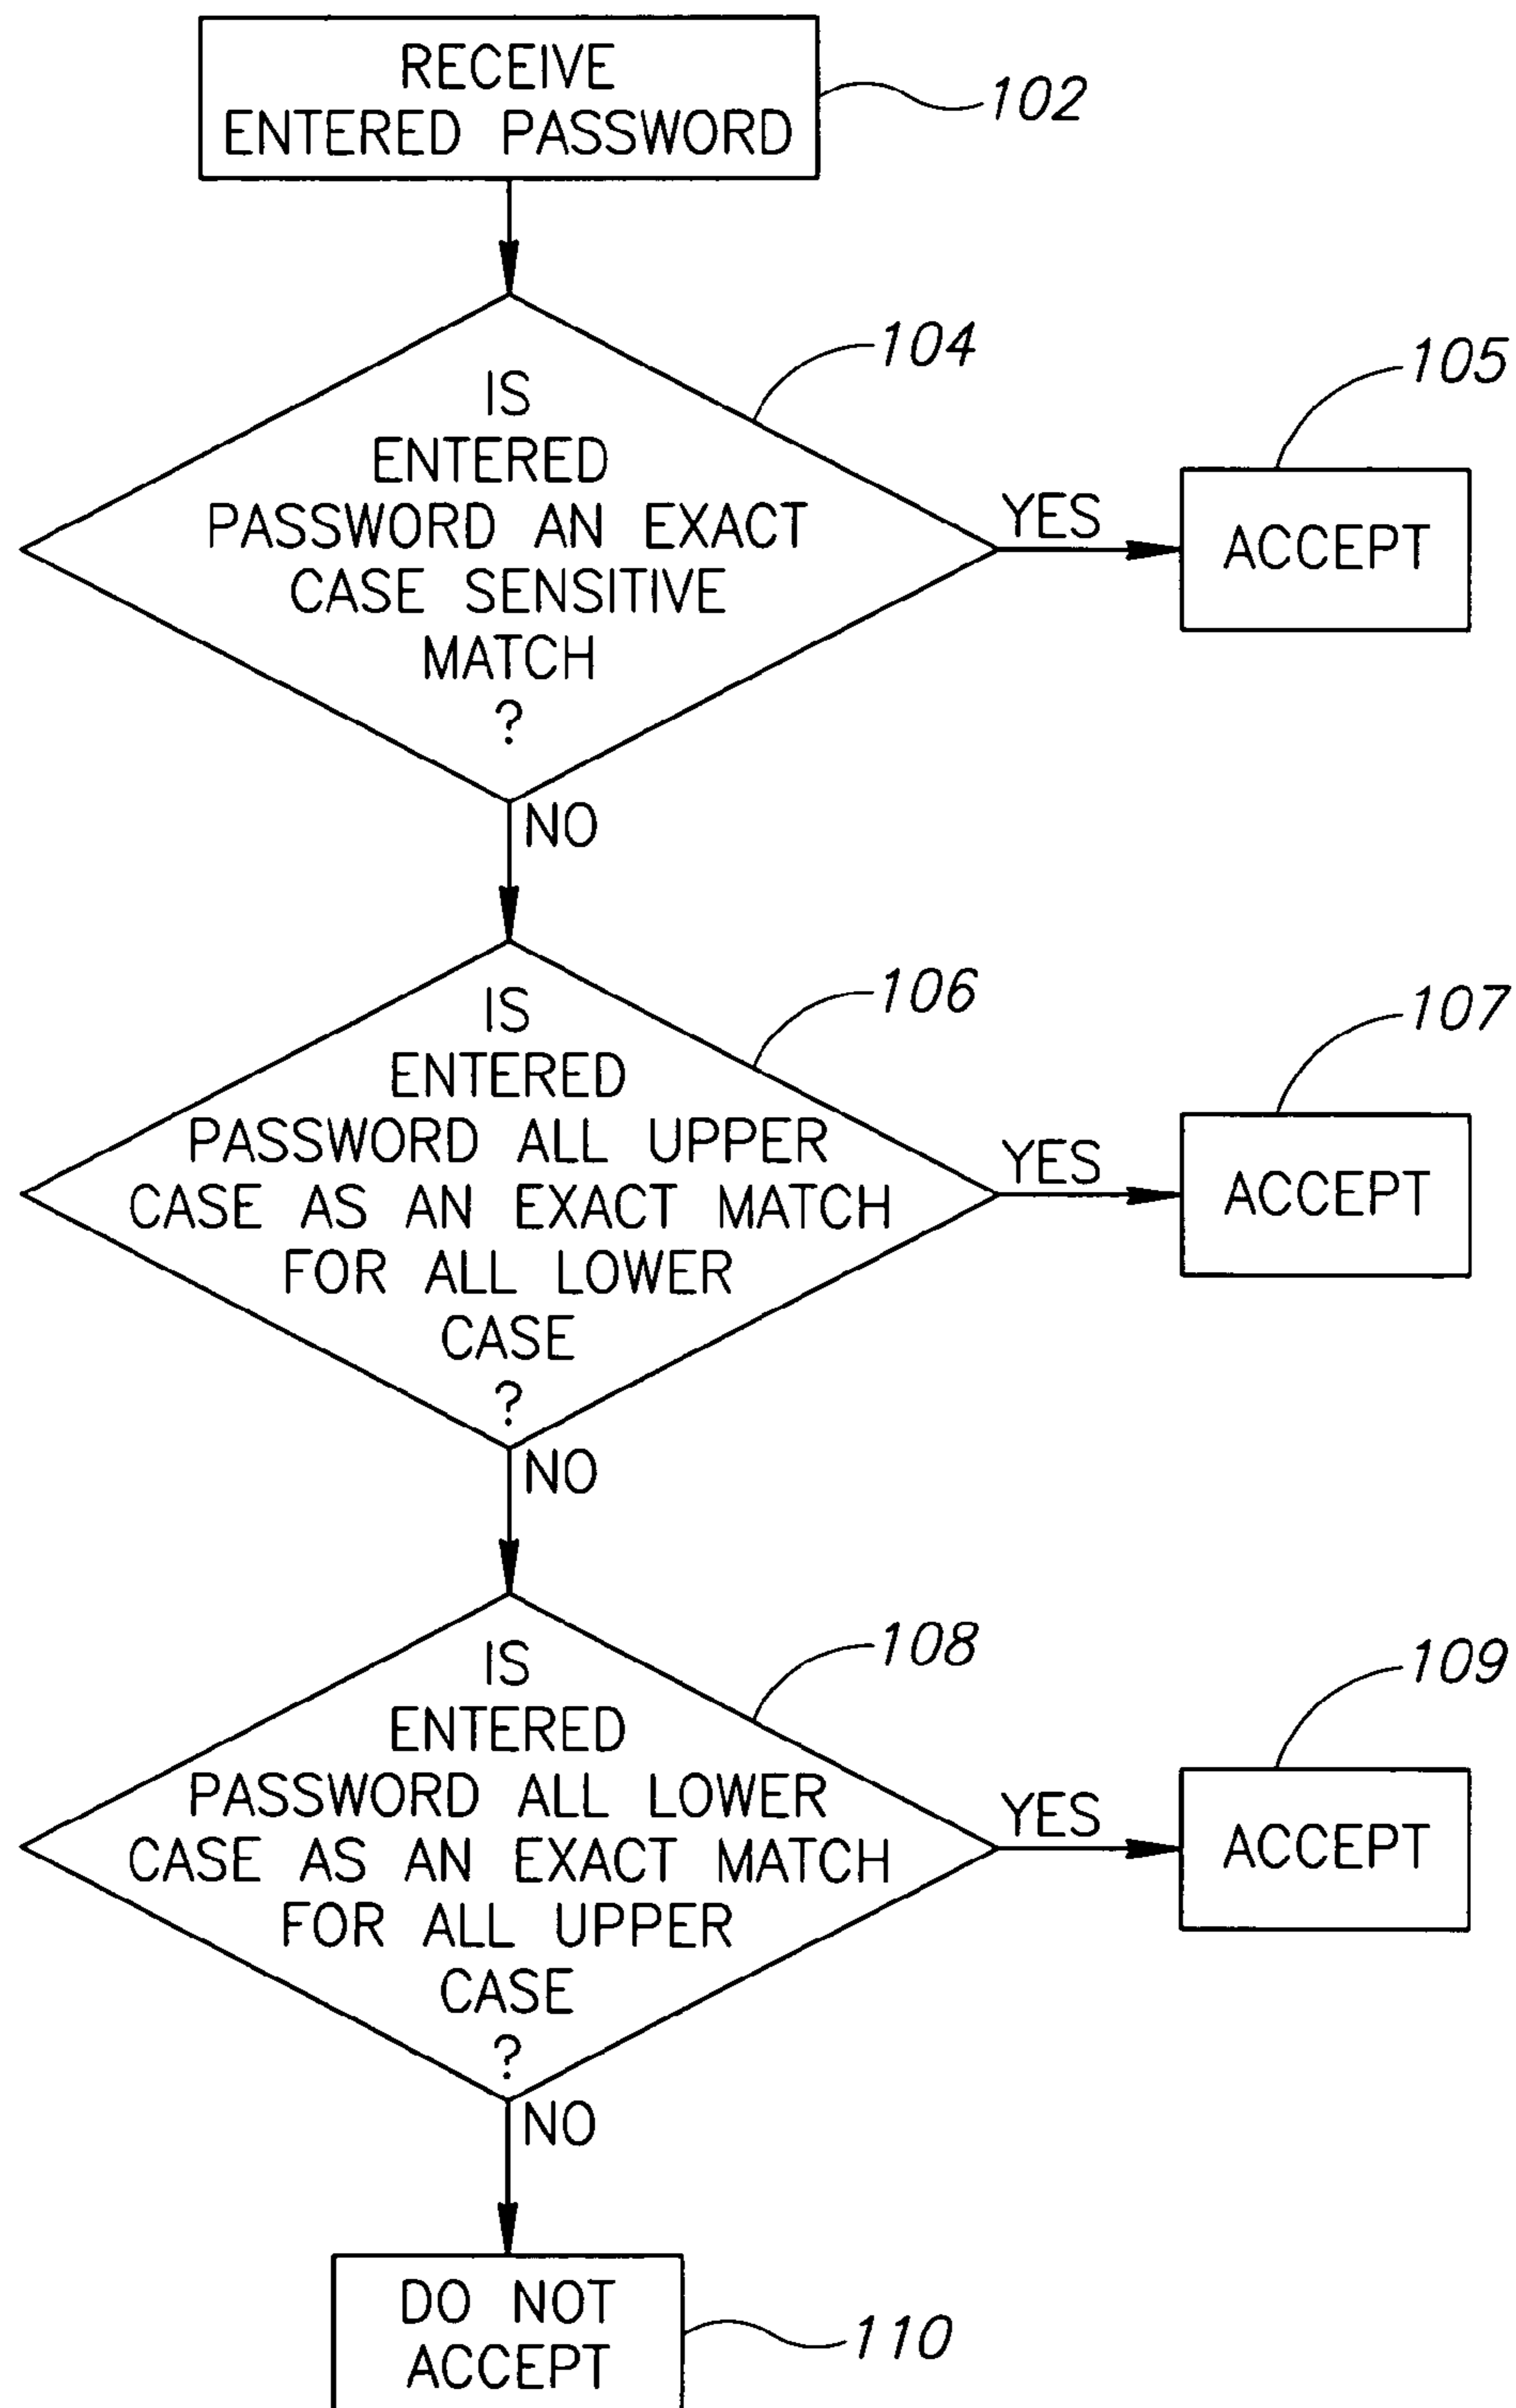 RECEIVE
ENTERED PASSWORD
102
IS
ENTERED
PASSWORD AN EXACT
CASE SENSITIVE
MATCH
?
104
YES
ACCEPT
105
NO
IS
ENTERED
PASSWORD ALL UPPER
CASE AS AN EXACT MATCH
FOR ALL LOWER
CASE
?
106
YES
ACCEPT
107
NO
IS
ENTERED
PASSWORD ALL LOWER
CASE AS AN EXACT MATCH
FOR ALL UPPER
CASE
?
108
YES
ACCEPT
109
NO
DO NOT
ACCEPT
110